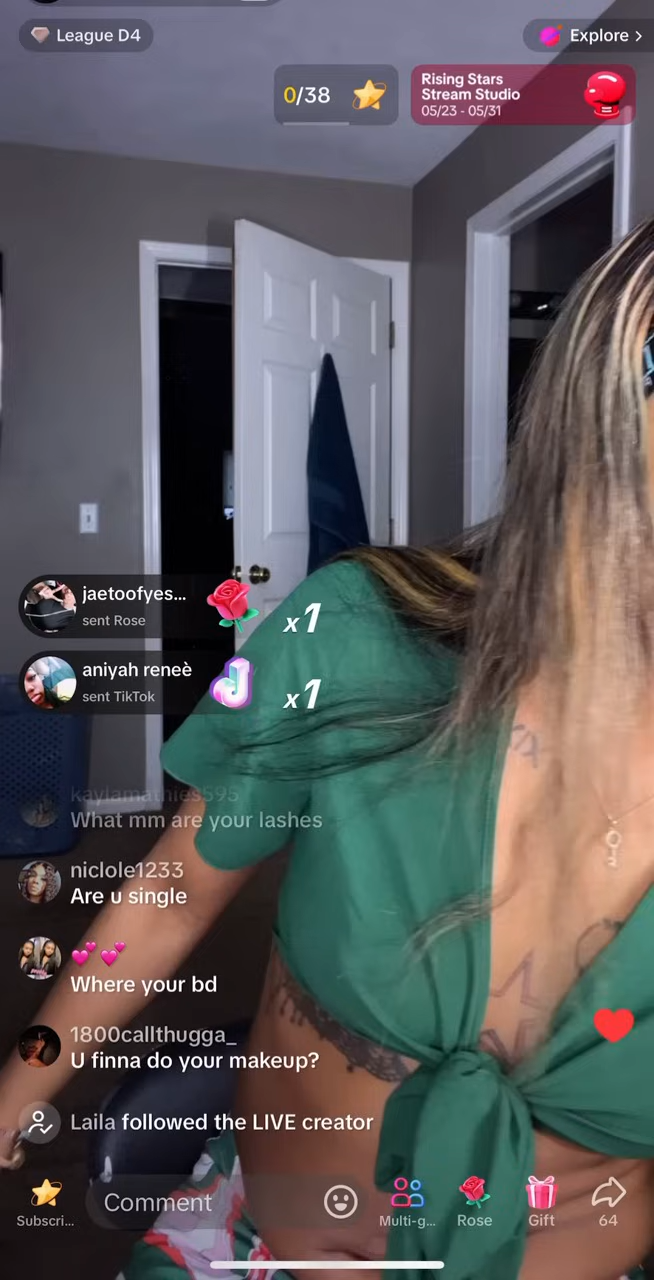 League D4
Explore >
0/38
Rising Stars
Stream Studio
05/23 - 05/31
jaetoofyes...
sent Rose
x1
aniyah reneè
sent TikTok
x1
kaylamathies595
What mm are your lashes
niclole1233
Are u single
💕 💕
Where your bd
1800callthugga_
U finna do your makeup?
Laila followed the LIVE creator
Comment
Subscri...
Multi-g...
Rose
Gift
64